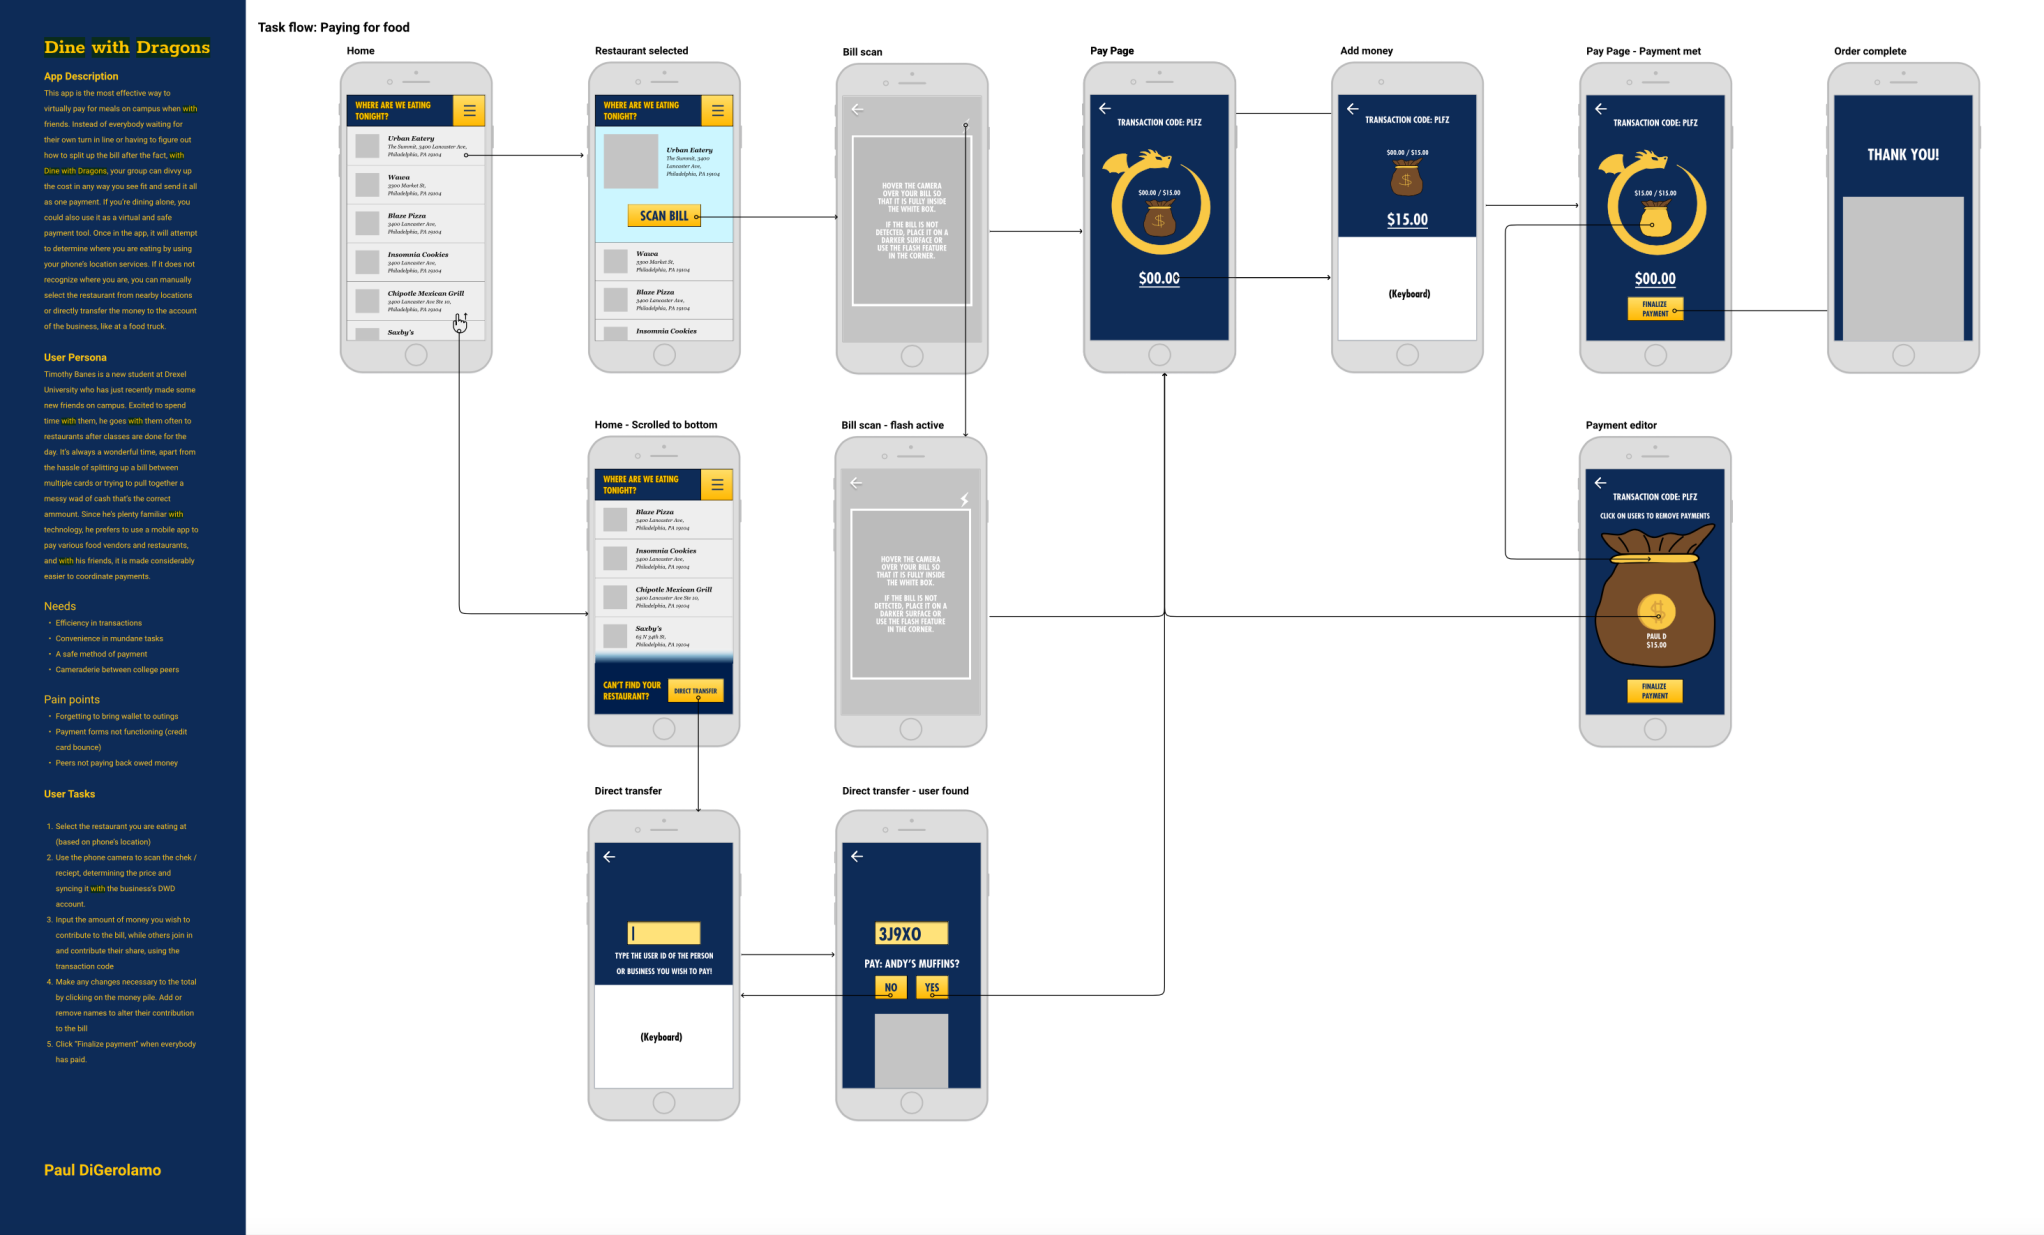 Dine with Dragons
App Description
This app is the most effective way to
virtually pay for meals on campus when with
friends. Instead of everybody waiting for
their own turn in line or having to figure out
how to split up the bill after the fact, with
Dine with Dragons, your group can divvy up
the cost in any way you see fit and send it all
as one payment. If you're dining alone, you
could also use it as a virtual and safe
payment tool. Once in the app, it will attempt
to determine where you are eating by using
your phone's location services. If it does not
recognize where you are, you can manually
select the restaurant from nearby locations
or directly transfer the money to the account
of the business, like at a food truck.
User Persona
Timothy Banes is a new student at Drexel
University who has just recently made some
new friends on campus. Excited to spend
time with them, he goes with them often to
restaurants after classes are done for the
day. It's always a wonderful time, apart from
the hassle of splitting up a bill between
multiple cards or trying to pull together a
messy wad of cash that's the correct
ammount. Since he's plenty familiar with
technology, he prefers to use a mobile app to
pay various food vendors and restaurants,
and with his friends, it is made considerably
easier to coordinate payments.
Needs
• Efficiency in transactions
• Convenience in mundane tasks
• A safe method of payment
• Cameraderie between college peers
Pain points
• Forgetting to bring wallet to outings
• Payment forms not functioning (credit
card bounce)
• Peers not paying back owed money
User Tasks
1. Select the restaurant you are eating at
(based on phone's location)
2. Use the phone camera to scan the chek /
reciept, determining the price and
syncing it with the business's DWD
account.
3. Input the amount of money you wish to
contribute to the bill, while others join in
and contribute their share, using the
transaction code
4. Make any changes necessary to the total
by clicking on the money pile. Add or
remove names to alter their contribution
to the bill
5. Click "Finalize payment" when everybody
has paid.
Paul DiGerolamo
Task flow: Paying for food
Home
WHERE ARE WE EATING
TONIGHT?
Urban Eatery
The Summit, 3400 Lancaster Ave,
Philadelphia, PA 19104
Wawa
3300 Market St,
Philadelphia, PA 19104
Blaze Pizza
3400 Lancaster Ave,
Philadelphia, PA 19104
Insomnia Cookies
3400 Lancaster Ave,
Philadelphia, PA 19104
Chipotle Mexican Grill
3400 Lancaster Ave Ste 10,
Philadelphia, PA 19104
Saxby's
Restaurant selected
WHERE ARE WE EATING
TONIGHT?
Urban Eatery
The Summit, 3400
Lancaster Ave,
Philadelphia, PA 19104
SCAN BILL
Wawa
3300 Market St,
Philadelphia, PA 19104
Blaze Pizza
3400 Lancaster Ave,
Philadelphia, PA 19104
Insomnia Cookies
Bill scan
HOVER THE CAMERA
OVER YOUR BILL SO
THAT IT IS FULLY INSIDE
THE WHITE BOX.
IF THE BILL IS NOT
DETECTED, PLACE IT ON A
DARKER SURFACE OR
USE THE FLASH FEATURE
IN THE CORNER.
Pay Page
TRANSACTION CODE: PLFZ
$00.00 / $15.00
$
$00.00
Add money
TRANSACTION CODE: PLFZ
$00.00 / $15.00
$
$15.00
(Keyboard)
Pay Page - Payment met
TRANSACTION CODE: PLFZ
$15.00 / $15.00
$00.00
FINALIZE
PAYMENT
Order complete
THANK YOU!
Home - Scrolled to bottom
WHERE ARE WE EATING
TONIGHT?
Blaze Pizza
3400 Lancaster Ave,
Philadelphia, PA 19104
Insomnia Cookies
3400 Lancaster Ave,
Philadelphia, PA 19104
Chipotle Mexican Grill
3400 Lancaster Ave Ste 10,
Philadelphia, PA 19104
Saxby's
65 N 34th St,
Philadelphia, PA 19104
CAN'T FIND YOUR
RESTAURANT?
DIRECT TRANSFER
Bill scan - flash active
HOVER THE CAMERA
OVER YOUR BILL SO
THAT IT IS FULLY INSIDE
THE WHITE BOX.
IF THE BILL IS NOT
DETECTED, PLACE IT ON A
DARKER SURFACE OR
USE THE FLASH FEATURE
IN THE CORNER.
Payment editor
TRANSACTION CODE: PLFZ
CLICK ON USERS TO REMOVE PAYMENTS
$
PAUL D
$15.00
FINALIZE
PAYMENT
Direct transfer
TYPE THE USER ID OF THE PERSON
OR BUSINESS YOU WISH TO PAY!
(Keyboard)
Direct transfer - user found
3J9XO
PAY: ANDY'S MUFFINS?
NO
YES